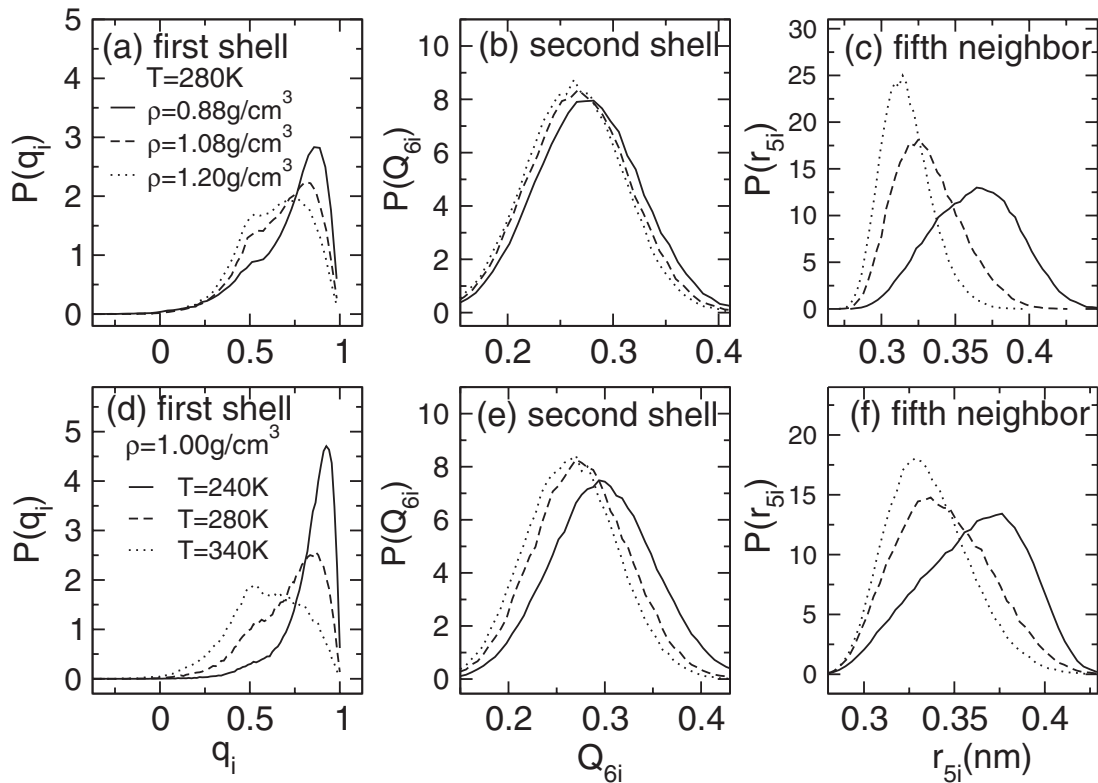 (a) first shell
T=280K
ρ=0.88g/cm³
ρ=1.08g/cm³
ρ=1.20g/cm³
P(qᵢ)
5
4
3
2
1
0
0 0.5 1
(b) second shell
P(Q₆ᵢ)
10
8
6
4
2
0
0.2 0.3 0.4
(c) fifth neighbor
P(r₅ᵢ)
30
25
20
15
10
5
0
0.3 0.35 0.4
(d) first shell
ρ=1.00g/cm³
T=240K
T=280K
T=340K
P(qᵢ)
5
4
3
2
1
0
0 0.5 1
qᵢ
(e) second shell
P(Q₆ᵢ)
10
8
6
4
2
0
0.2 0.3 0.4
Q₆ᵢ
(f) fifth neighbor
P(r₅ᵢ)
20
15
10
5
0
0.3 0.35 0.4
r₅ᵢ(nm)